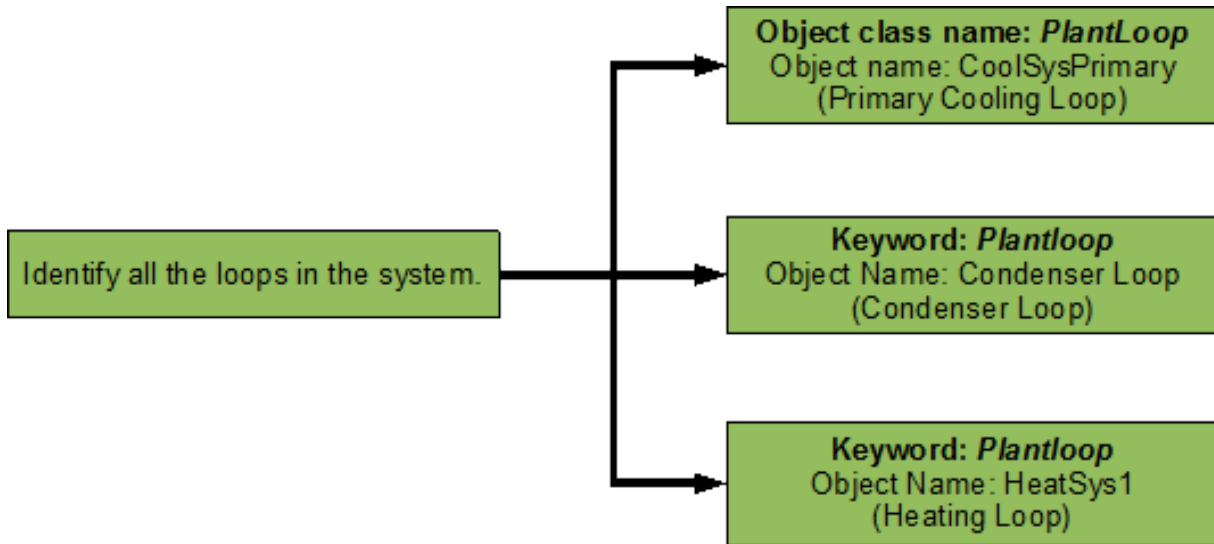 Identify all the loops in the system.
Object class name: PlantLoop
Object name: CoolSysPrimary
(Primary Cooling Loop)
Keyword: Plantloop
Object Name: Condenser Loop
(Condenser Loop)
Keyword: Plantloop
Object Name: HeatSys1
(Heating Loop)